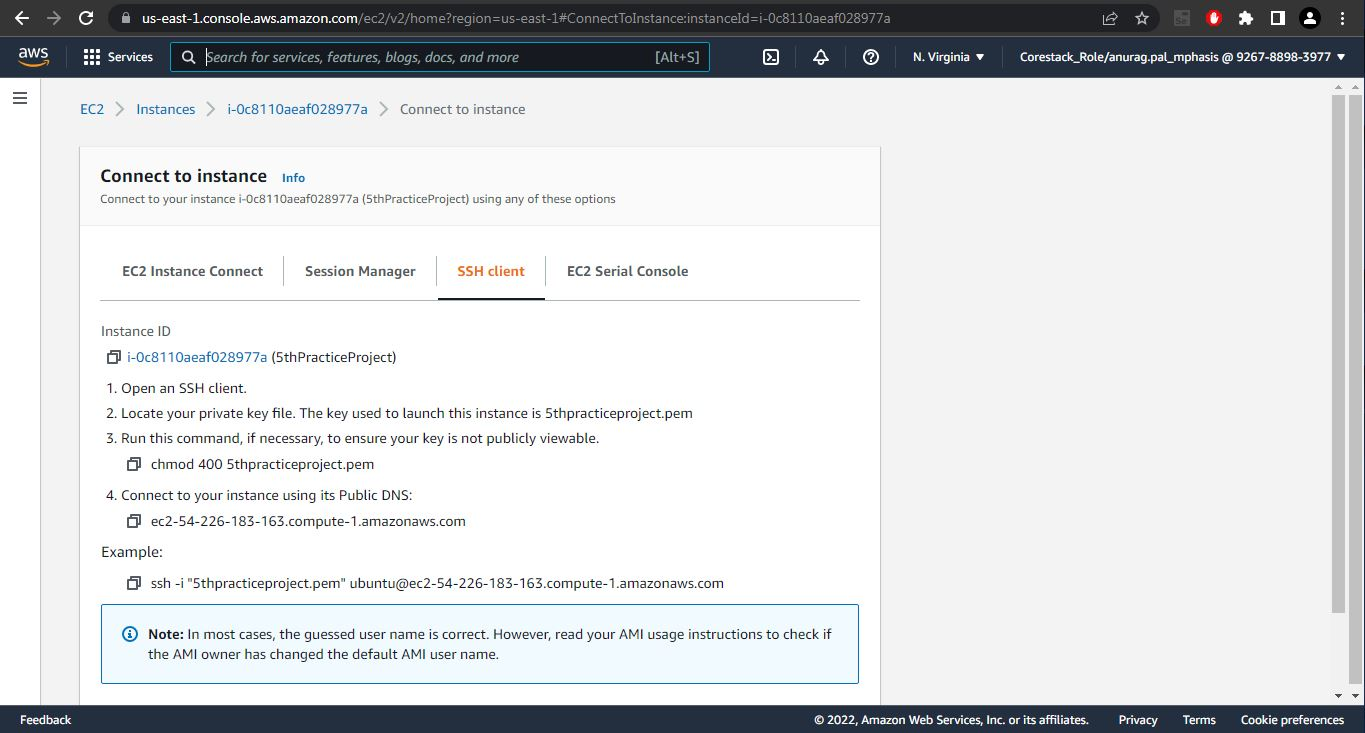 us-east-1.console.aws.amazon.com/ec2/v2/home?region=us-east-1#ConnectToInstance:instanceId=i-0c8110aeaf028977a
aws Services Search for services, features, blogs, docs, and more [Alt+S] N. Virginia Corestack_Role/anurag.pal_mphasis @ 9267-8898-3977
EC2 Instances i-0c8110aeaf028977a Connect to instance
Connect to instance Info
Connect to your instance i-0c8110aeaf028977a (5thPracticeProject) using any of these options
EC2 Instance Connect Session Manager SSH client EC2 Serial Console
Instance ID
i-0c8110aeaf028977a (5thPracticeProject)
1. Open an SSH client.
2. Locate your private key file. The key used to launch this instance is 5thpracticeproject.pem
3. Run this command, if necessary, to ensure your key is not publicly viewable.
chmod 400 5thpracticeproject.pem
4. Connect to your instance using its Public DNS:
ec2-54-226-183-163.compute-1.amazonaws.com
Example:
ssh -i "5thpracticeproject.pem" ubuntu@ec2-54-226-183-163.compute-1.amazonaws.com
Note: In most cases, the guessed user name is correct. However, read your AMI usage instructions to check if
the AMI owner has changed the default AMI user name.
Feedback © 2022, Amazon Web Services, Inc. or its affiliates. Privacy Terms Cookie preferences